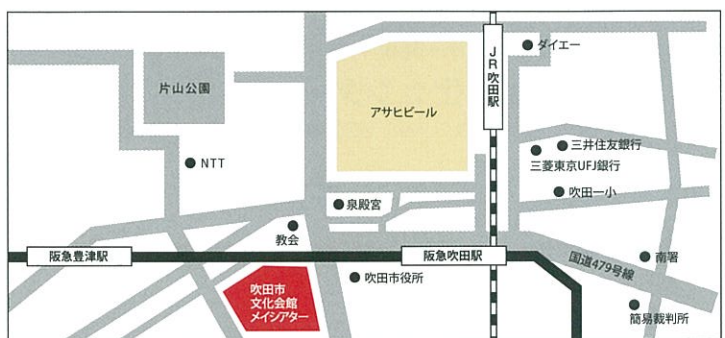 ダイエー
JR吹田駅
片山公園
アサヒビール
三井住友銀行
三菱東京UFJ銀行
NTT
吹田一小
泉殿宮
教会
阪急豊津駅
阪急吹田駅
国道479号線
南署
吹田市役所
吹田市
文化会館
メイシアター
簡易裁判所